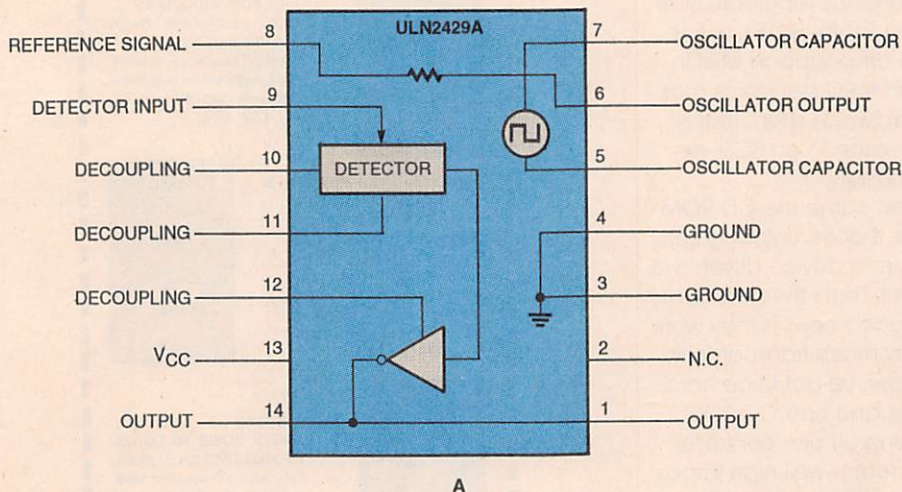 ULN2429A
REFERENCE SIGNAL 8
7 OSCILLATOR CAPACITOR
DETECTOR INPUT 9
6 OSCILLATOR OUTPUT
DECOUPLING 10
DETECTOR
5 OSCILLATOR CAPACITOR
DECOUPLING 11
4 GROUND
DECOUPLING 12
3 GROUND
VCC 13
2 N.C.
OUTPUT 14
1 OUTPUT
A